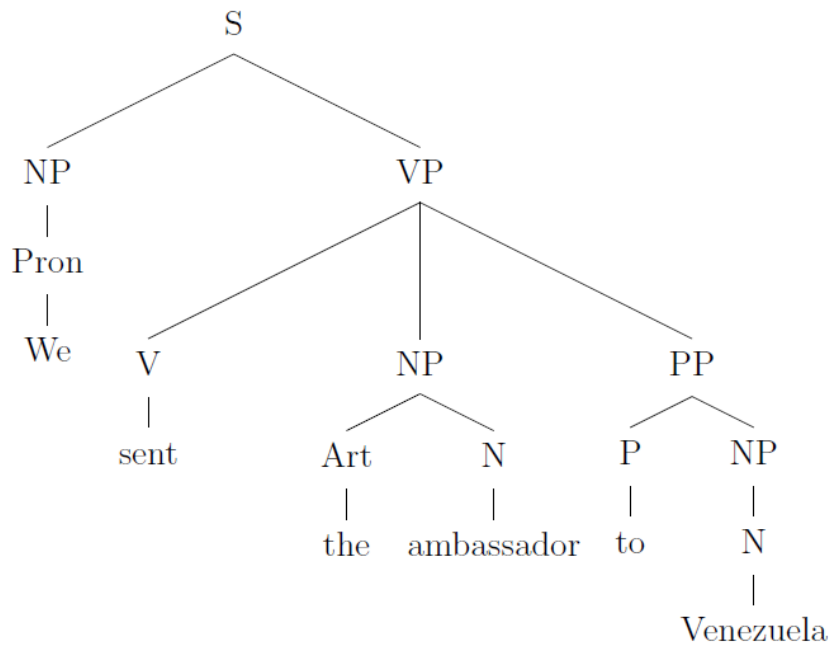 S
NP VP
Pron
We V NP PP
sent Art N P NP
the ambassador to N
Venezuela